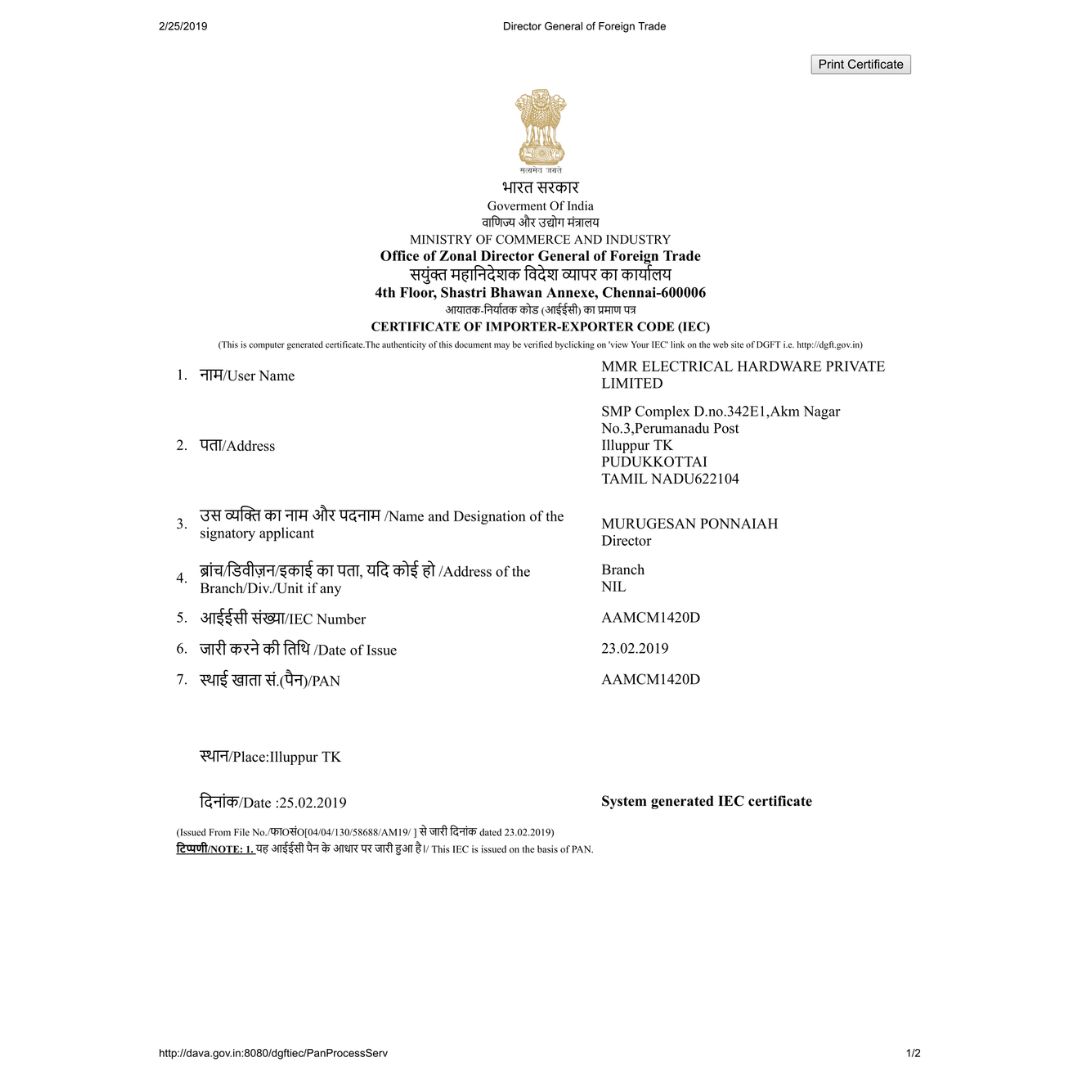 2/25/2019
Director General of Foreign Trade
Print Certificate
सत्यमेव जयते
भारत सरकार
Goverment Of India
वाणिज्य और उद्योग मंत्रालय
MINISTRY OF COMMERCE AND INDUSTRY
Office of Zonal Director General of Foreign Trade
सयुंक्त महानिदेशक विदेश व्यापर का कार्यालय
4th Floor, Shastri Bhawan Annexe, Chennai-600006
आयातक-निर्यातक कोड (आईईसी) का प्रमाण पत्र
CERTIFICATE OF IMPORTER-EXPORTER CODE (IEC)
(This is computer generated certificate.The authenticity of this document may be verified byclicking on 'view Your IEC' link on the web site of DGFT i.e. http://dgft.gov.in)
1. नाम/User Name
MMR ELECTRICAL HARDWARE PRIVATE
LIMITED
2. पता/Address
SMP Complex D.no.342E1,Akm Nagar
No.3,Perumanadu Post
Illuppur TK
PUDUKKOTTAI
TAMIL NADU622104
3. उस व्यक्ति का नाम और पदनाम /Name and Designation of the
signatory applicant
MURUGESAN PONNAIAH
Director
4. ब्रांच/डिवीज़न/इकाई का पता, यदि कोई हो /Address of the
Branch/Div./Unit if any
Branch
NIL
5. आईईसी संख्या/IEC Number
AAMCM1420D
6. जारी करने की तिथि /Date of Issue
23.02.2019
7. स्थाई खाता सं.(पैन)/PAN
AAMCM1420D
स्थान/Place:Illuppur TK
दिनांक/Date :25.02.2019
System generated IEC certificate
(Issued From File No./फा0सं0[04/04/130/58688/AM19/ ] से जारी दिनांक dated 23.02.2019)
टिप्पणी/NOTE: 1. यह आईईसी पैन के आधार पर जारी हुआ है।/ This IEC is issued on the basis of PAN.
http://dava.gov.in:8080/dgftiec/PanProcessServ
1/2